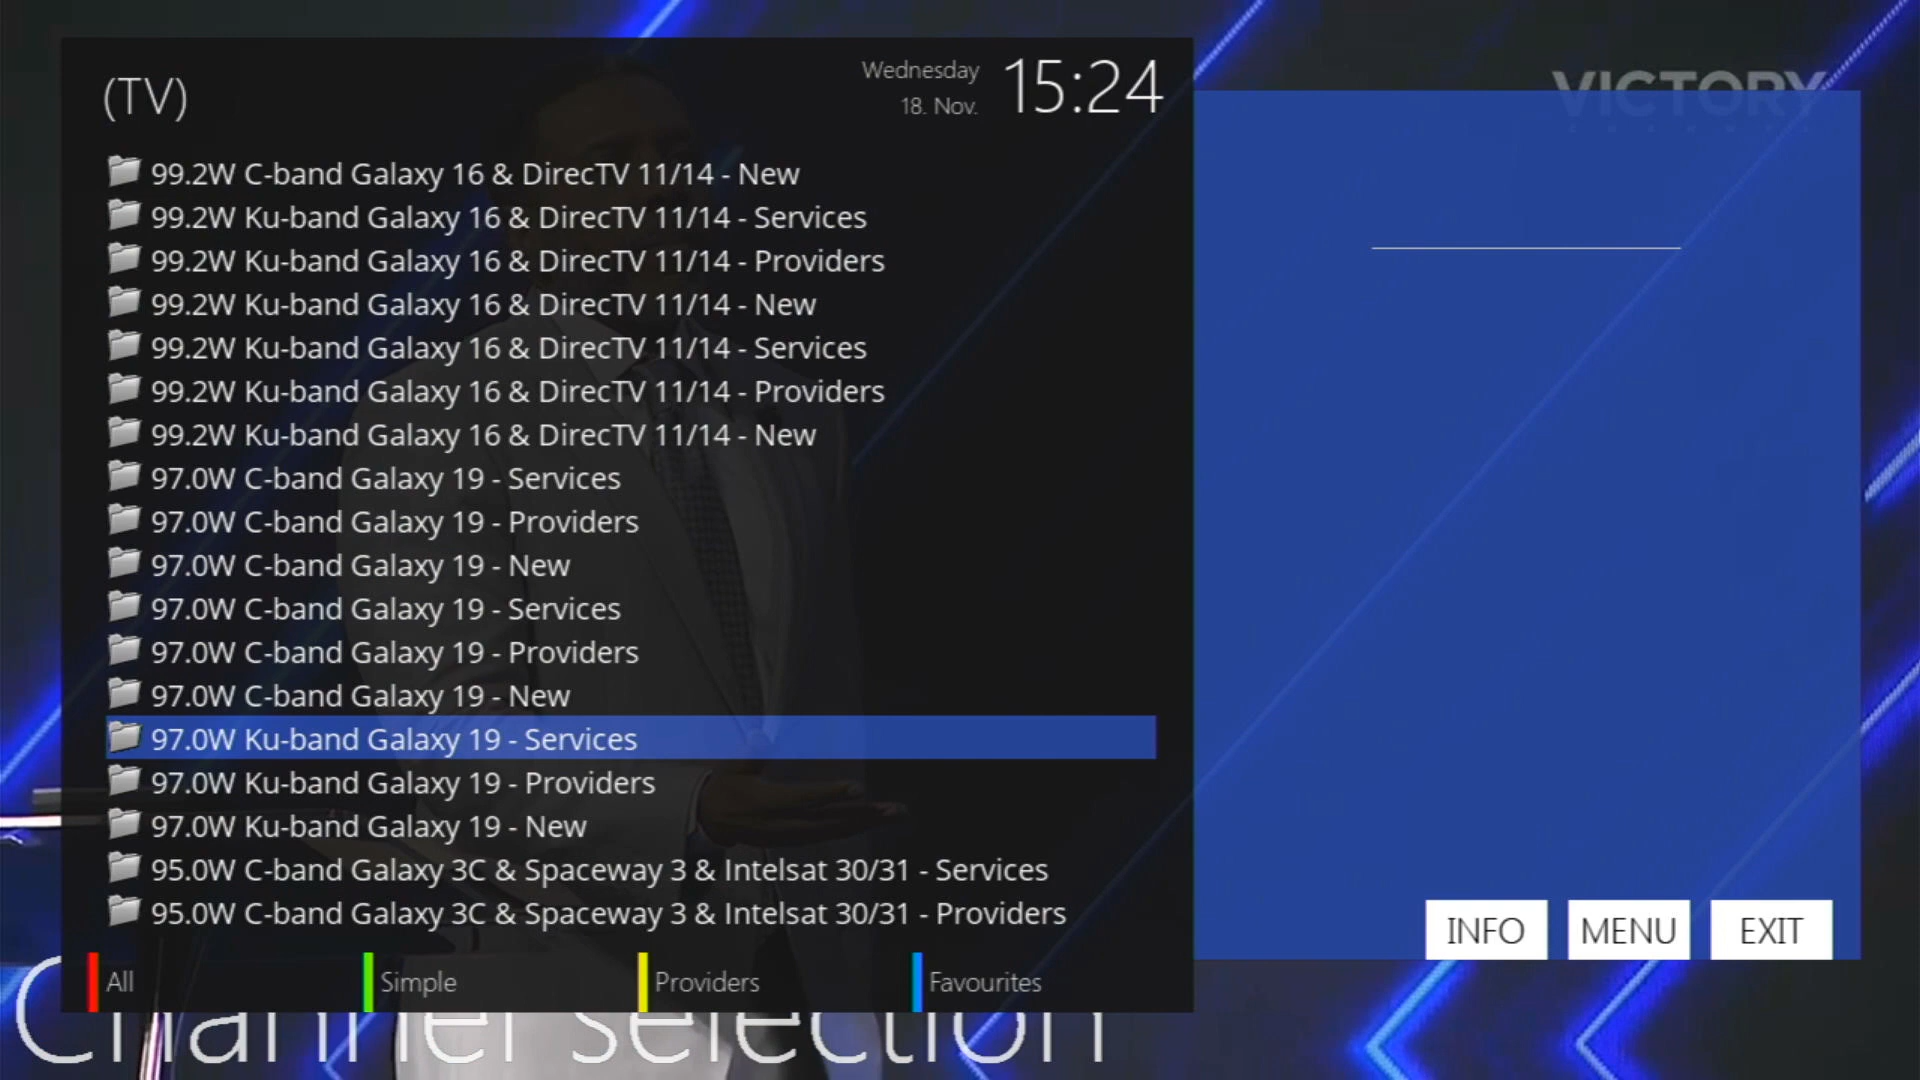 (TV)
Wednesday
18. Nov.
15:24
VICTORY
99.2W C-band Galaxy 16 & DirecTV 11/14 - New
99.2W Ku-band Galaxy 16 & DirecTV 11/14 - Services
99.2W Ku-band Galaxy 16 & DirecTV 11/14 - Providers
99.2W Ku-band Galaxy 16 & DirecTV 11/14 - New
99.2W Ku-band Galaxy 16 & DirecTV 11/14 - Services
99.2W Ku-band Galaxy 16 & DirecTV 11/14 - Providers
99.2W Ku-band Galaxy 16 & DirecTV 11/14 - New
97.0W C-band Galaxy 19 - Services
97.0W C-band Galaxy 19 - Providers
97.0W C-band Galaxy 19 - New
97.0W C-band Galaxy 19 - Services
97.0W C-band Galaxy 19 - Providers
97.0W C-band Galaxy 19 - New
97.0W Ku-band Galaxy 19 - Services
97.0W Ku-band Galaxy 19 - Providers
97.0W Ku-band Galaxy 19 - New
95.0W C-band Galaxy 3C & Spaceway 3 & Intelsat 30/31 - Services
95.0W C-band Galaxy 3C & Spaceway 3 & Intelsat 30/31 - Providers
INFO MENU EXIT
All Simple Providers Favourites
Channel selection